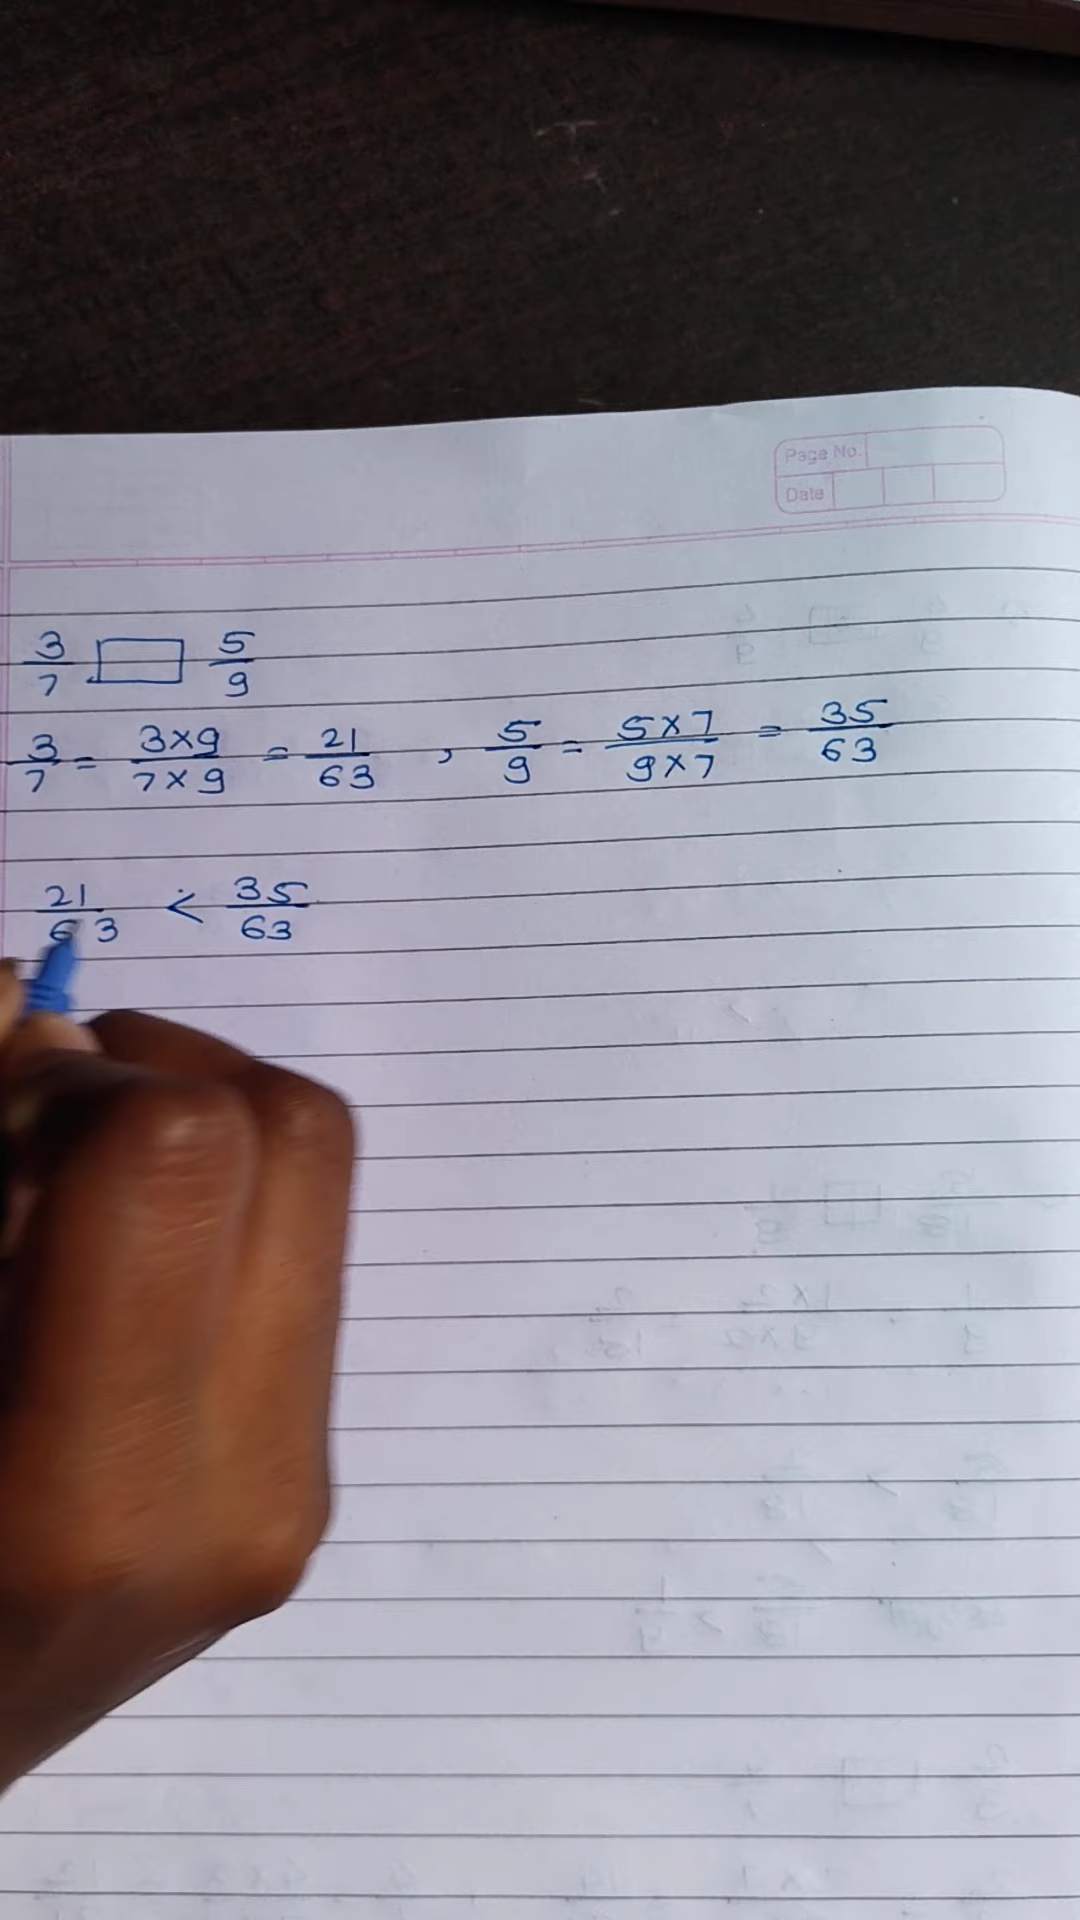 Page No.
Date
3/7 □ 5/9
3/7 = 3×9/7×9 = 21/63 , 5/9 = 5×7/9×7 = 35/63
21/63 < 35/63